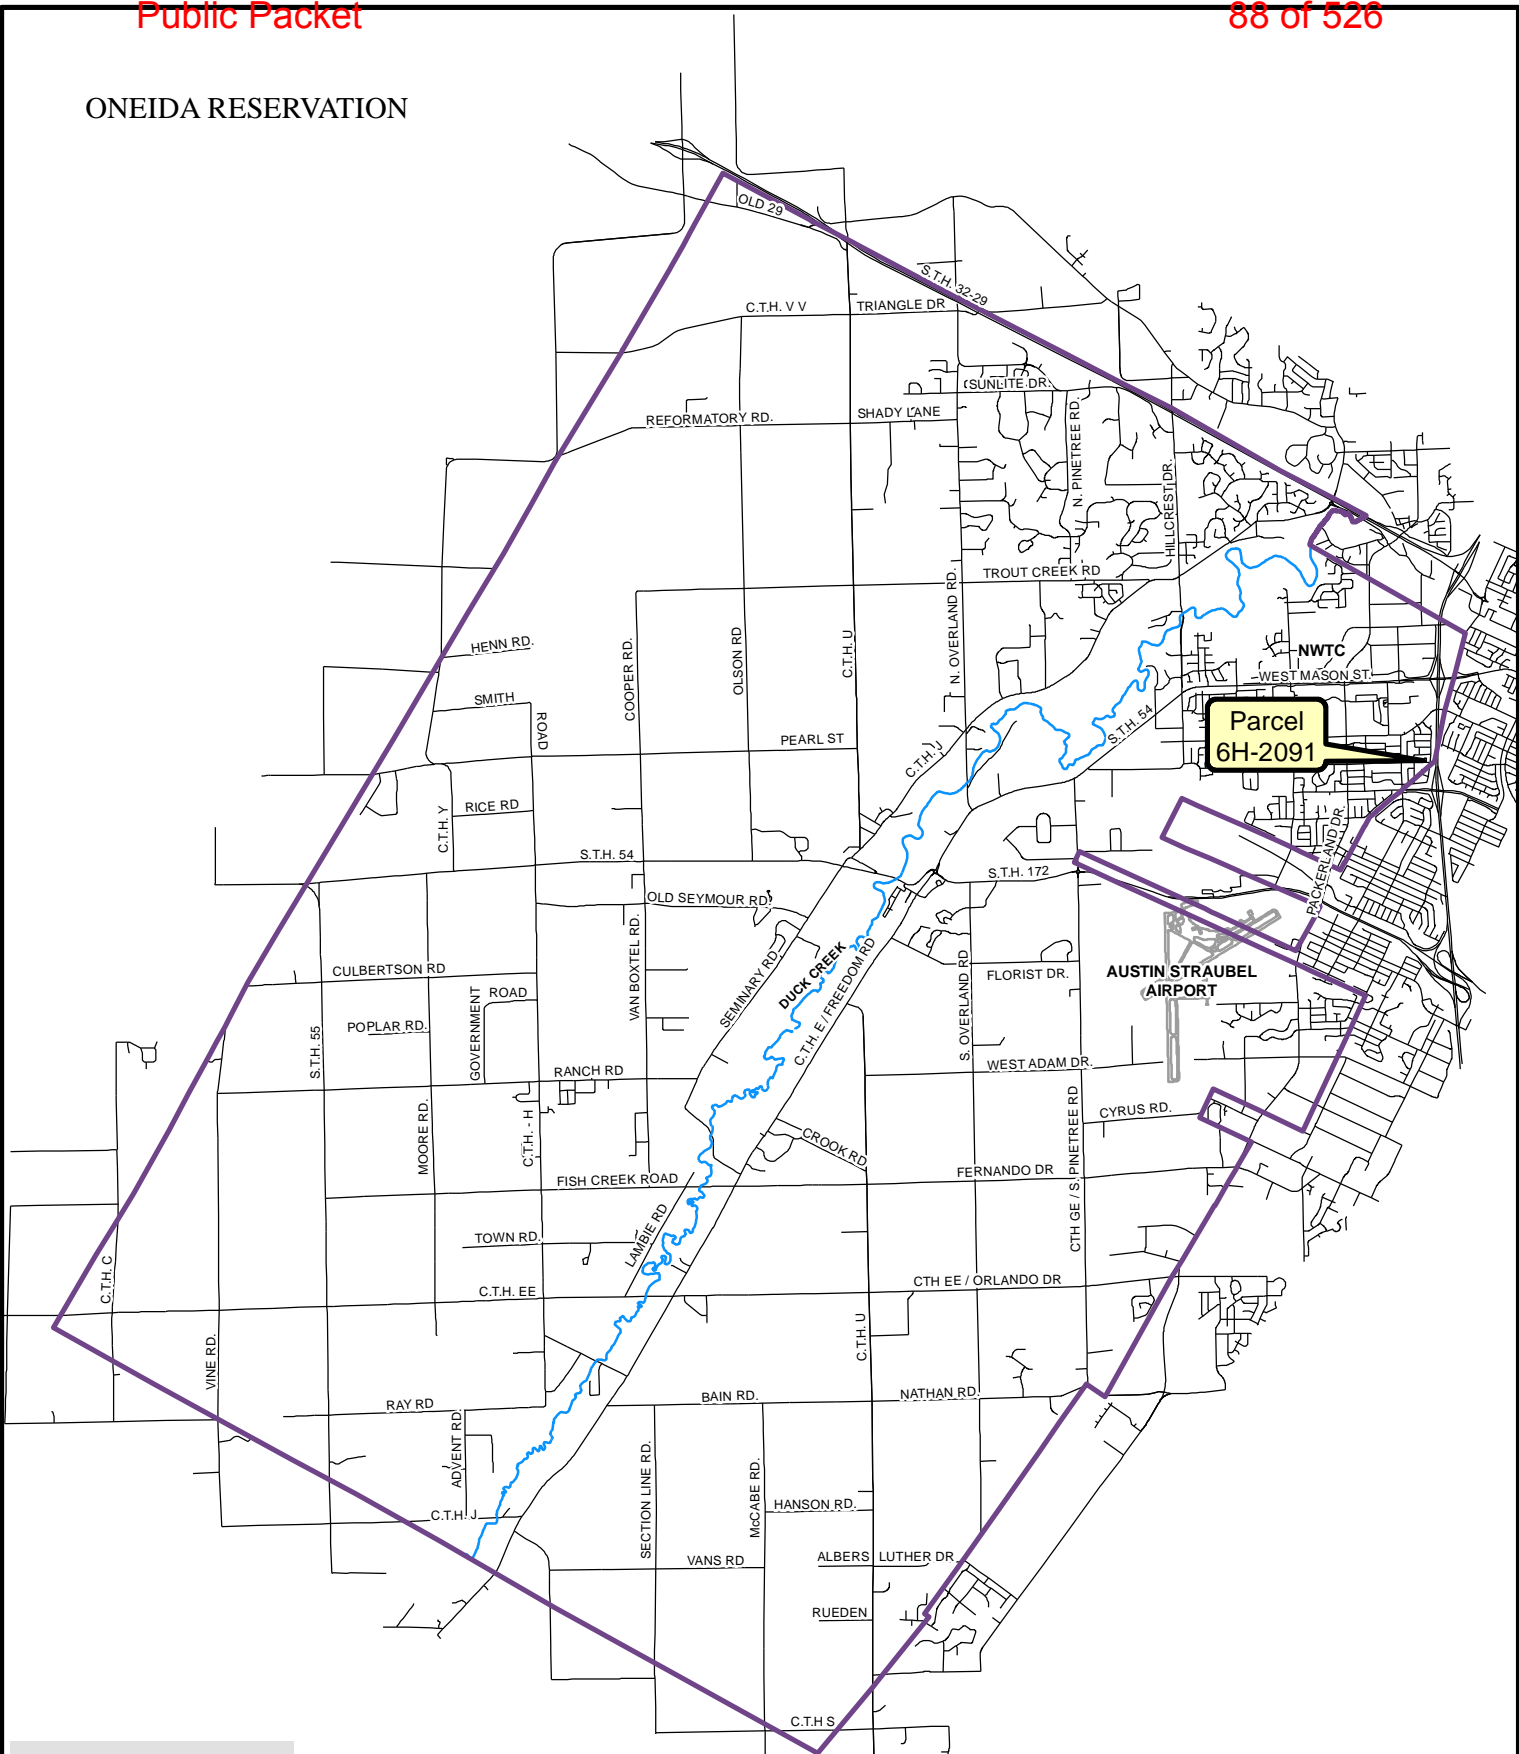 Public Packet
88 of 526
ONEIDA RESERVATION
OLD 29
S.T.H. 32-29
C.T.H. V V
TRIANGLE DR
SUNLITE DR.
REFORMATORY RD.
SHADY LANE
N. PINETREE RD.
HILLCREST DR.
TROUT CREEK RD
N. OVERLAND RD.
HENN RD.
COOPER RD.
OLSON RD
C.T.H. U
NWTC
WEST MASON ST.
SMITH
ROAD
S.T.H. 54
Parcel
6H-2091
PEARL ST
C.T.H. J
RICE RD
C.T.H. Y
PACKERLAND DR.
S.T.H. 54
S.T.H. 172
OLD SEYMOUR RD.
VAN BOXTEL RD.
SEMINARY RD.
DUCK CREEK
C.T.H. E / FREEDOM RD
S. OVERLAND RD
FLORIST DR.
AUSTIN STRAUBEL
AIRPORT
CULBERTSON RD
GOVERNMENT
ROAD
POPLAR RD.
S.T.H. 55
RANCH RD
WEST ADAM DR.
CYRUS RD.
MOORE RD.
C.T.H. - H
CROOK RD
CTH GE / S. PINETREE RD
FISH CREEK ROAD
FERNANDO DR
LAMBIE RD
TOWN RD.
C.T.H. C
C.T.H. EE
CTH EE / ORLANDO DR
C.T.H. U
VINE RD.
RAY RD
BAIN RD.
NATHAN RD.
ADVENT RD.
SECTION LINE RD.
McCABE RD.
HANSON RD.
C.T.H. J
VANS RD
ALBERS
LUTHER DR
RUEDEN
C.T.H S